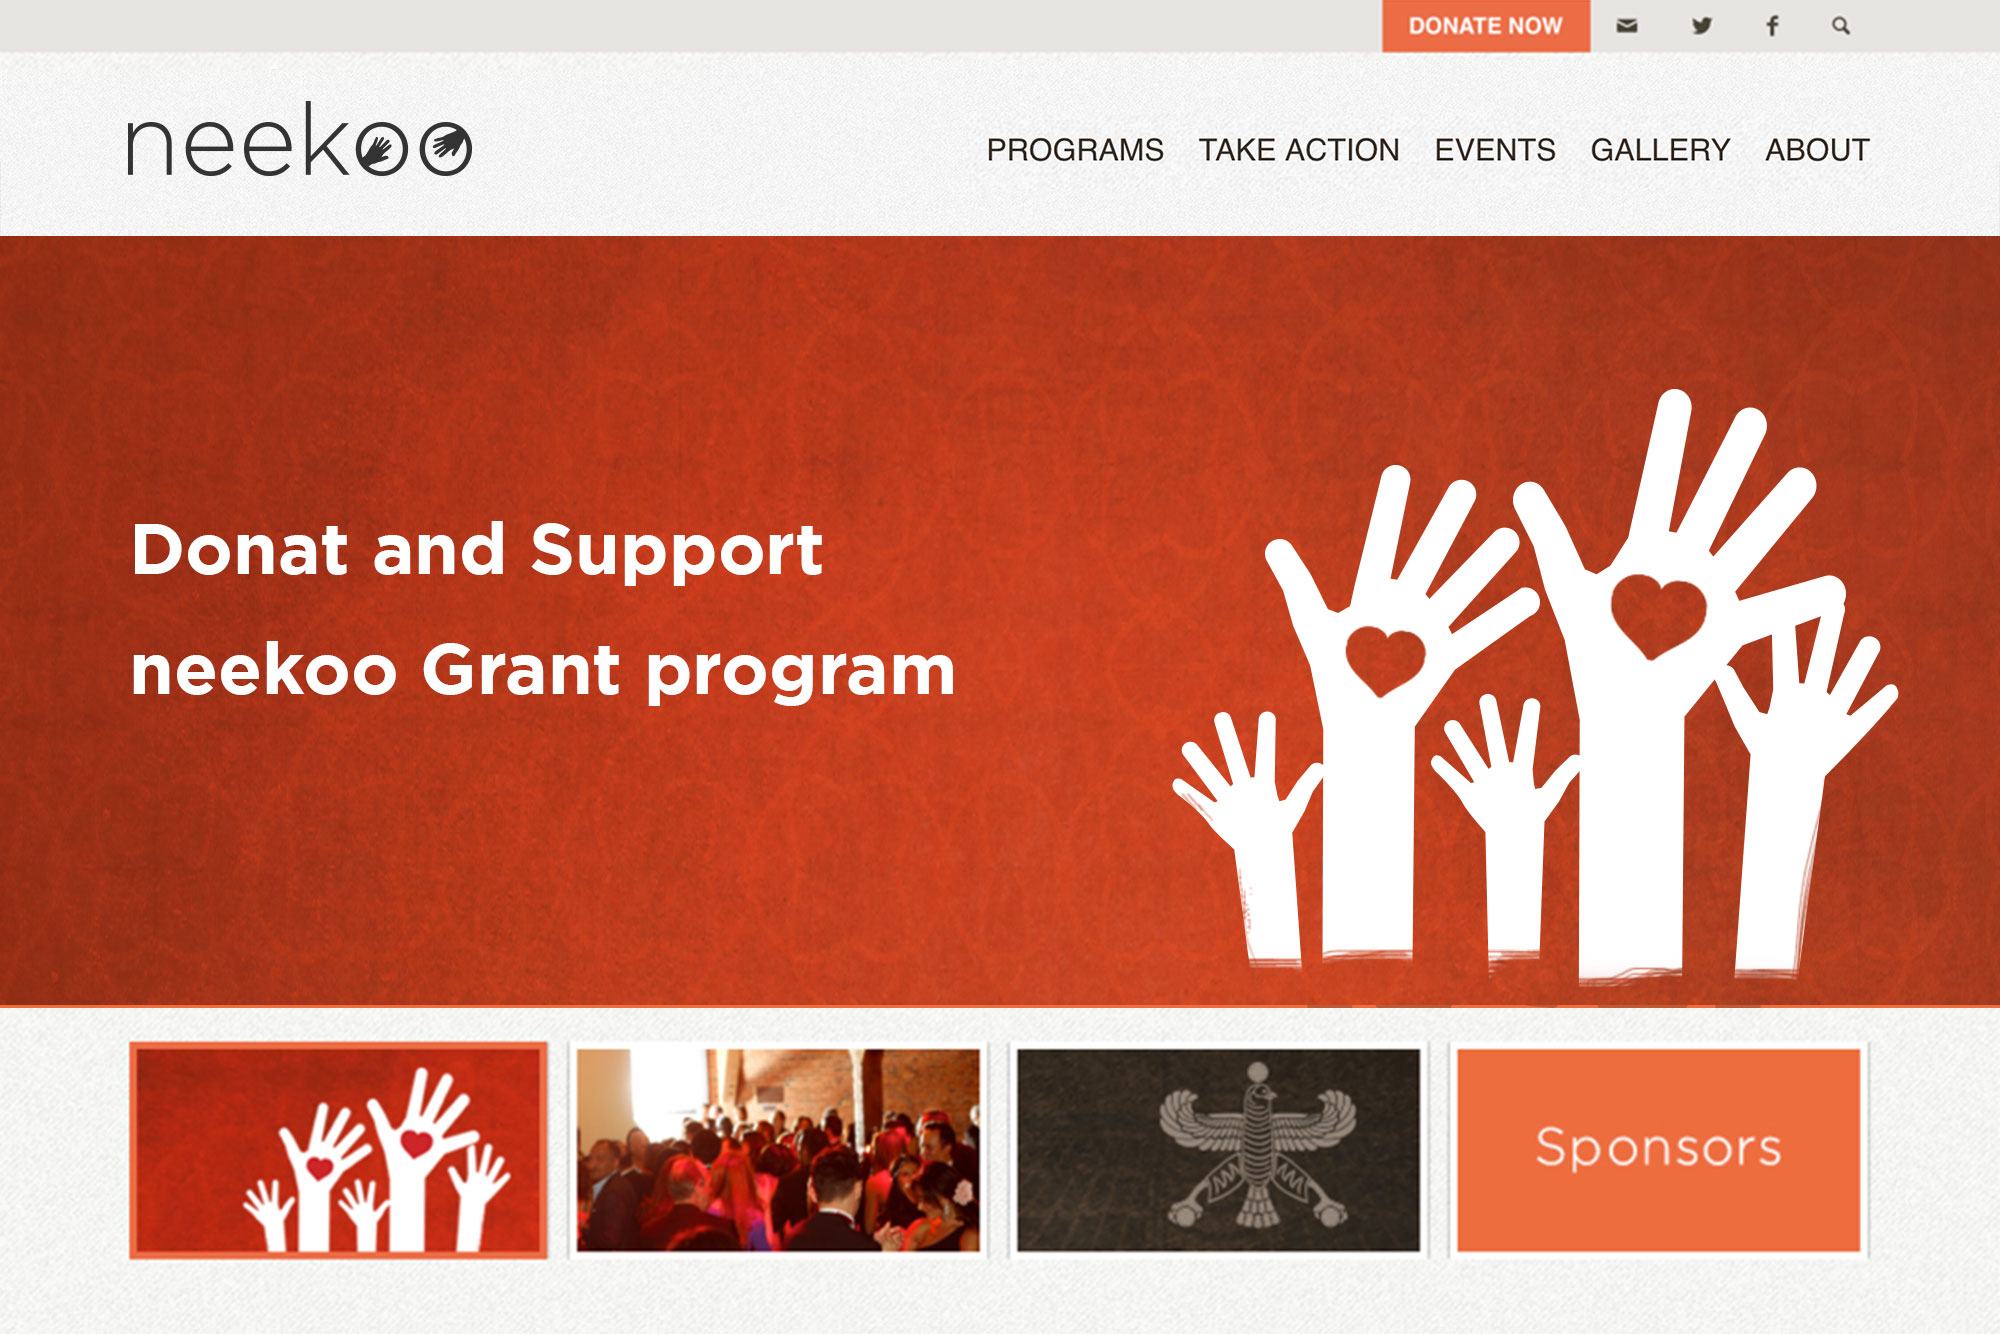 DONATE NOW
neekoo
PROGRAMS TAKE ACTION EVENTS GALLERY ABOUT
Donat and Support
neekoo Grant program
Sponsors